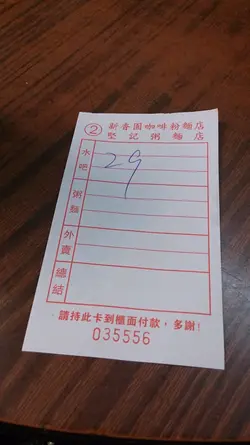 ② 新香園咖啡粉麵店
堅記粥麵店
水吧
29
粥麵
外賣
總結
請持此卡到櫃面付款，多謝！
035556